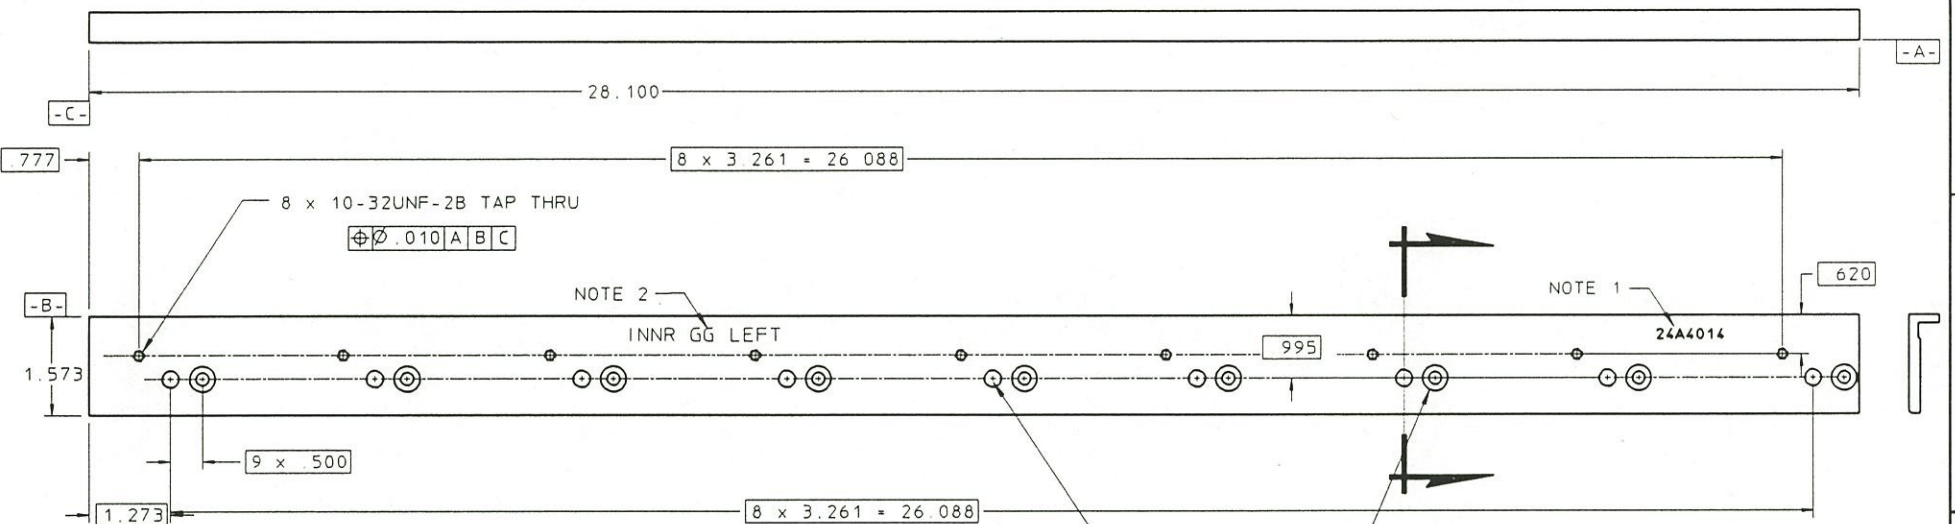 -A-
28.100
-C-
.777
8 x 3.261 = 26 088
8 x 10-32UNF-2B TAP THRU
⌖ Ø .010 A B C
620
NOTE 2
NOTE 1
-B-
INNR GG LEFT
24A4014
995
1.573
9 x .500
1.273
8 x 3.261 = 26.088